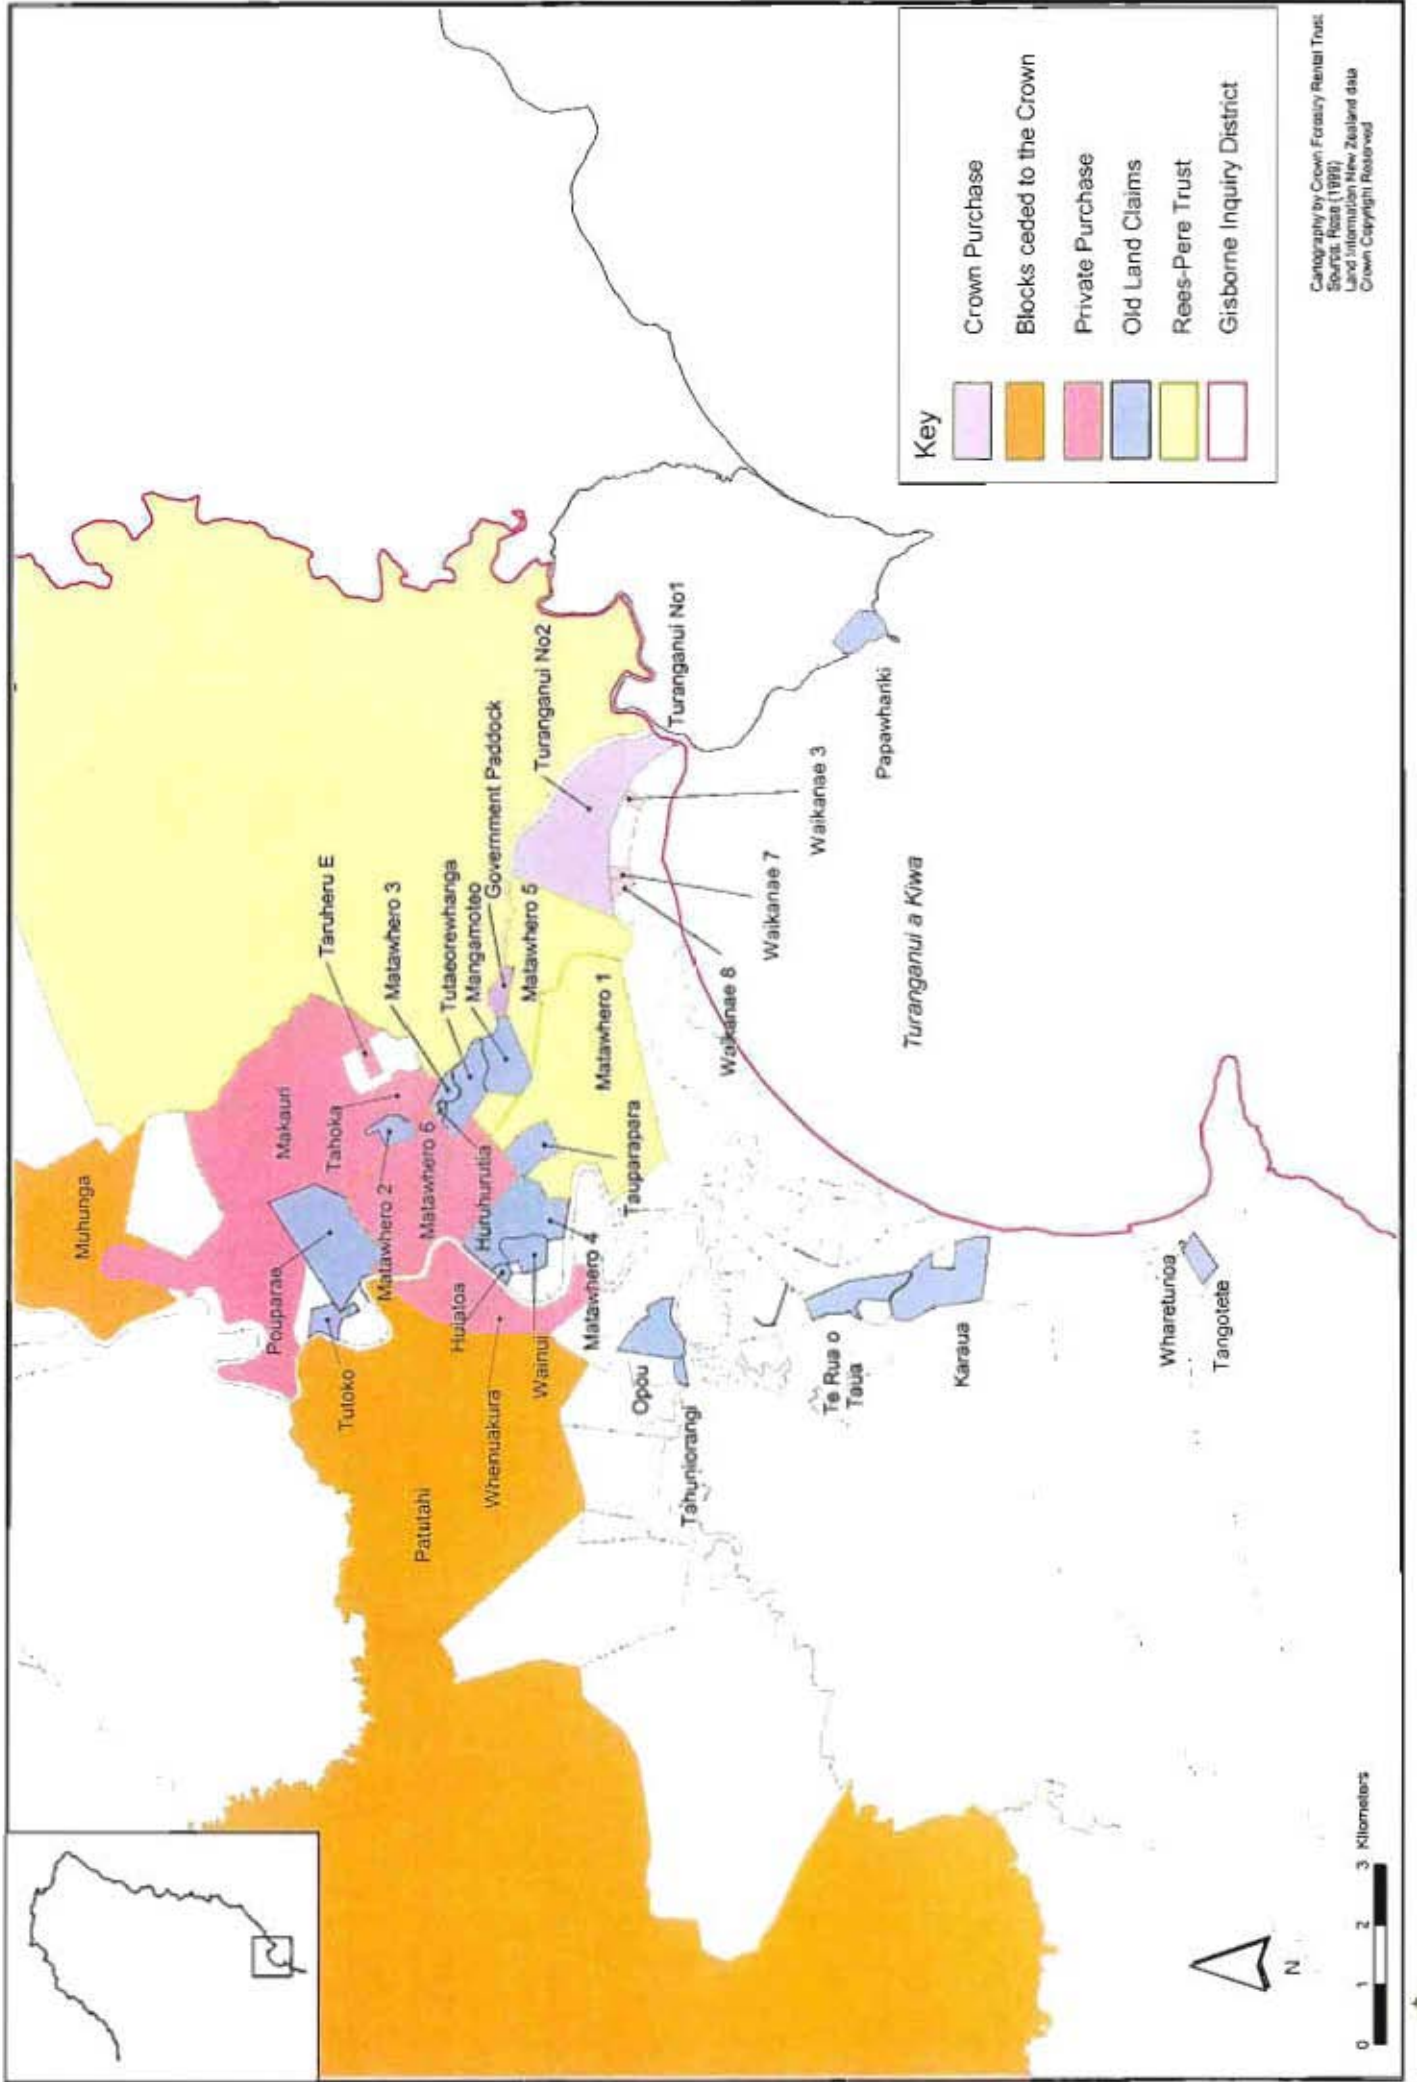 Muhunga
Makauri
Taruheru E
Tahoka
Matawhero 3
Pouparae
Matawhero 2
Matawhero 6
Tutaeorewhanga
Mangamoteo
Government Paddock
Turanganui No2
Tutoko
Huruhurutia
Matawhero 5
Huiatoa
Whenuakura
Wainui
Matawhero 1
Patutahi
Matawhero 4
Tauparapara
Turanganui No1
Opou
Tahuniorangi
Waikanae 8
Waikanae 7
Waikanae 3
Te Rua o
Taua
Papawhariki
Turanganui a Kiwa
Karaua
Wharetunoa
Tangotete
Key
Crown Purchase
Blocks ceded to the Crown
Private Purchase
Old Land Claims
Rees-Pere Trust
Gisborne Inquiry District
N
0 1 2 3 Kilometers
Cartography by Crown Forestry Rental Trust
Source: Rose (1999)
Land Information New Zealand data
Crown Copyright Reserved